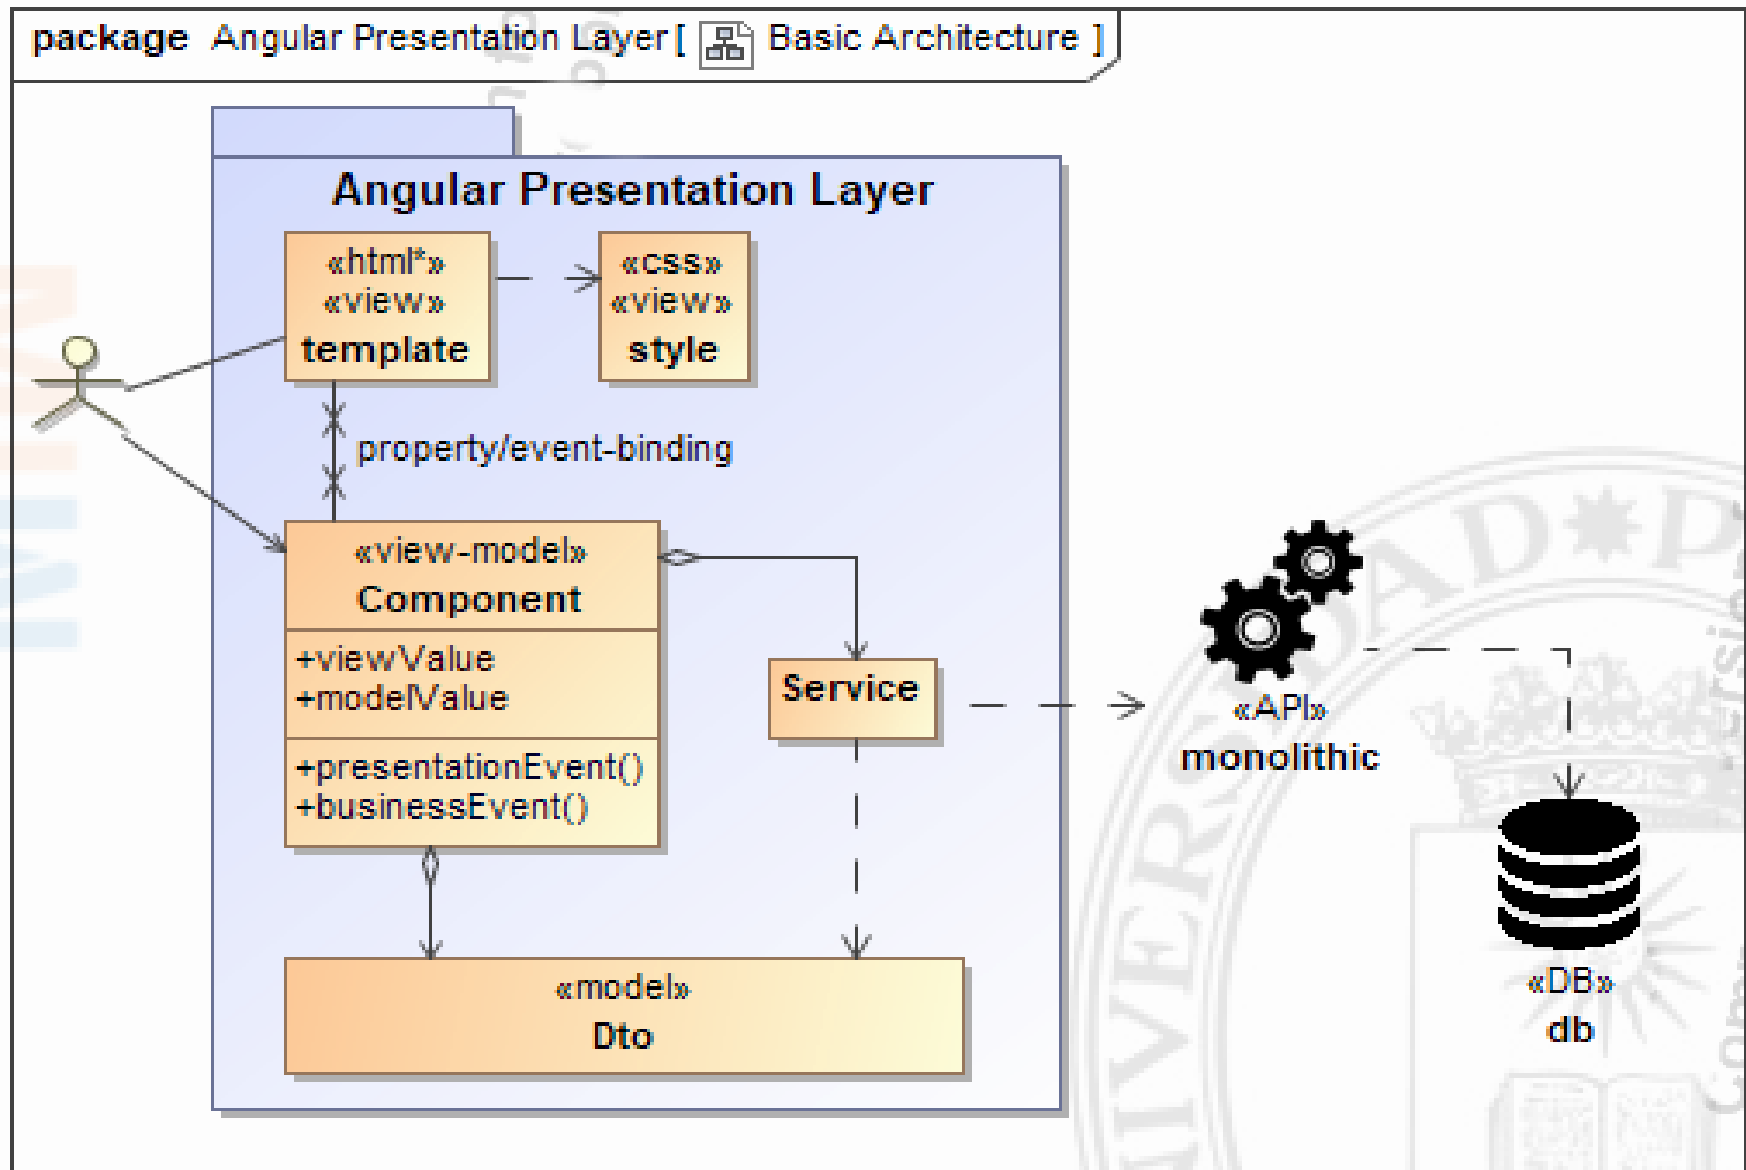 package Angular Presentation Layer [ Basic Architecture ]
Angular Presentation Layer
«html*»
«view»
template
«css»
«view»
style
property/event-binding
«view-model»
Component
+viewValue
+modelValue
+presentationEvent()
+businessEvent()
Service
«API»
monolithic
«model»
Dto
«DB»
db